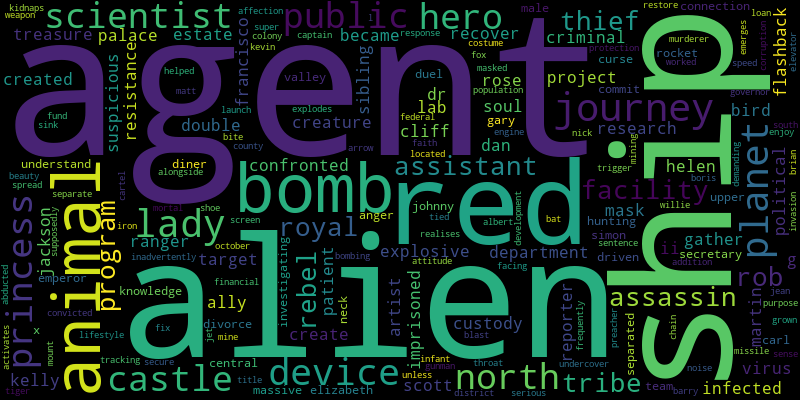 kidnaps
weapon
scientist
public
hero
affection
super
colony
response
kevin
captain
l
costume
masked
fox
male
thief
restore
connection
murderer
loan
emerges
corruption
speed
elevator
flashback
treasure
palace
estate
became
recover
criminal
protection
rocket
worked
governor
created
suspicious
resistance
francisco
sibling
agent
helped
matt
valley
duel
population
rose
project
curse
commit
fund
sink
launch
explodes
dr
lab
soul
cliff
gary
journey
bird
double
bite
county
creature
federal
faith
located
engine
arrow
dan
nick
research
trigger
mining
ship
planet
south
enjoy
understand
diner
confronted
assistant
helen
demanding
political
brian
beauty
spread
separate
animal
program
cartel
mortal
shoe
iron
bomb
red
facility
boris
willie
upper
invasion
princess
jackson
supposedly
lady
royal
screen
anger
johnny
tied
albert
realises
development
bat
mask
hunting
gather
ranger
october
inadvertently
bombing
attitude
explosive
department
facing
simon
sentence
driven
ii
secretary
addition
emperor
knowledge
target
investigating
alien
rebel
patient
artist
imprisoned
reporter
frequently
preacher
rob
g
abducted
x
convicted
lifestyle
ally
financial
divorce
jet
mine
fix
neck
create
custody
blast
assassin
separated
chain
martin
jean
purpose
grown
carl
missile
activates
mount
tracking
secure
central
device
infant
unless
throat
north
undercover
tribe
noise
virus
sense
tiger
kelly
castle
title
massive
elizabeth
scott
gunman
district
serious
team
barry
infected